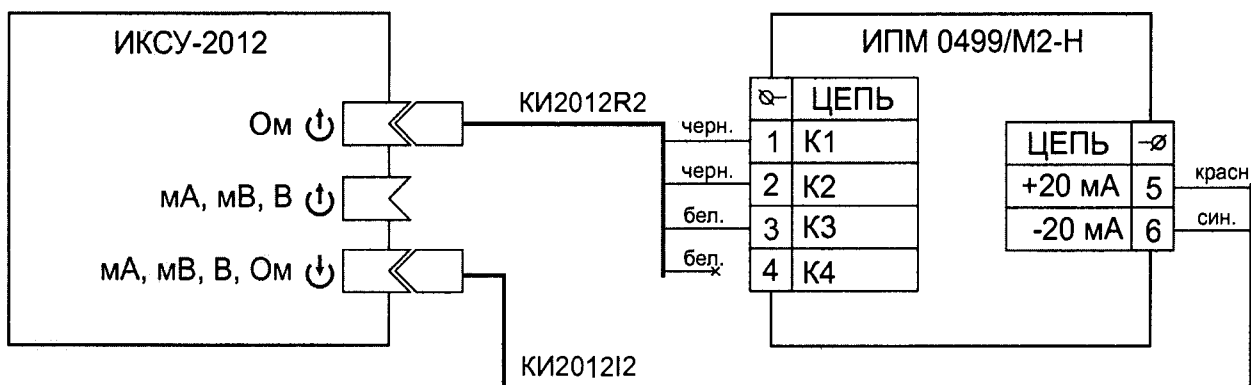 ИКСУ-2012
ИПМ 0499/М2-Н
Ом
КИ2012R2
мА, мВ, В
мА, мВ, В, Ом
черн.
черн.
бел.
бел.
ЦЕПЬ
1 К1
2 К2
3 К3
4 К4
ЦЕПЬ
+20 мА 5
-20 мА 6
красн
син.
КИ2012I2